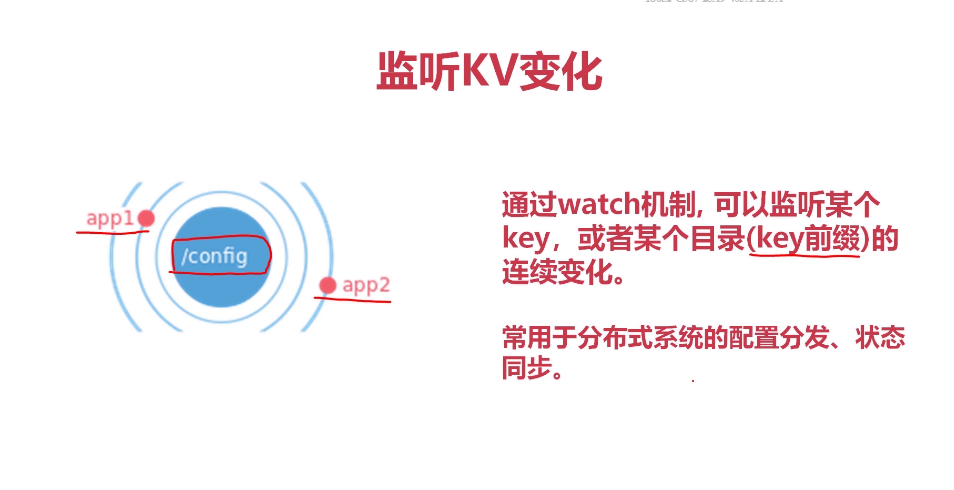 监听KV变化
app1
/config
app2
通过watch机制, 可以监听某个
key，或者某个目录(key前缀)的
连续变化。
常用于分布式系统的配置分发、状态
同步。